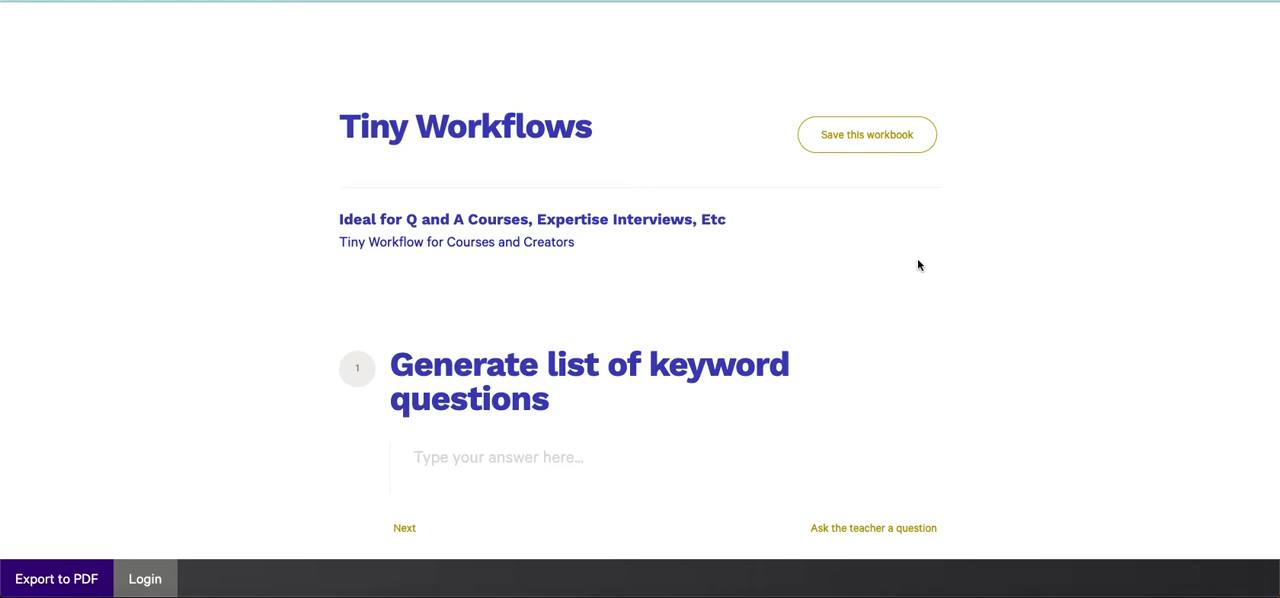 Tiny Workflows
Save this workbook
Ideal for Q and A Courses, Expertise Interviews, Etc
Tiny Workflow for Courses and Creators
1
Generate list of keyword
questions
Type your answer here...
Next
Ask the teacher a question
Export to PDF
Login